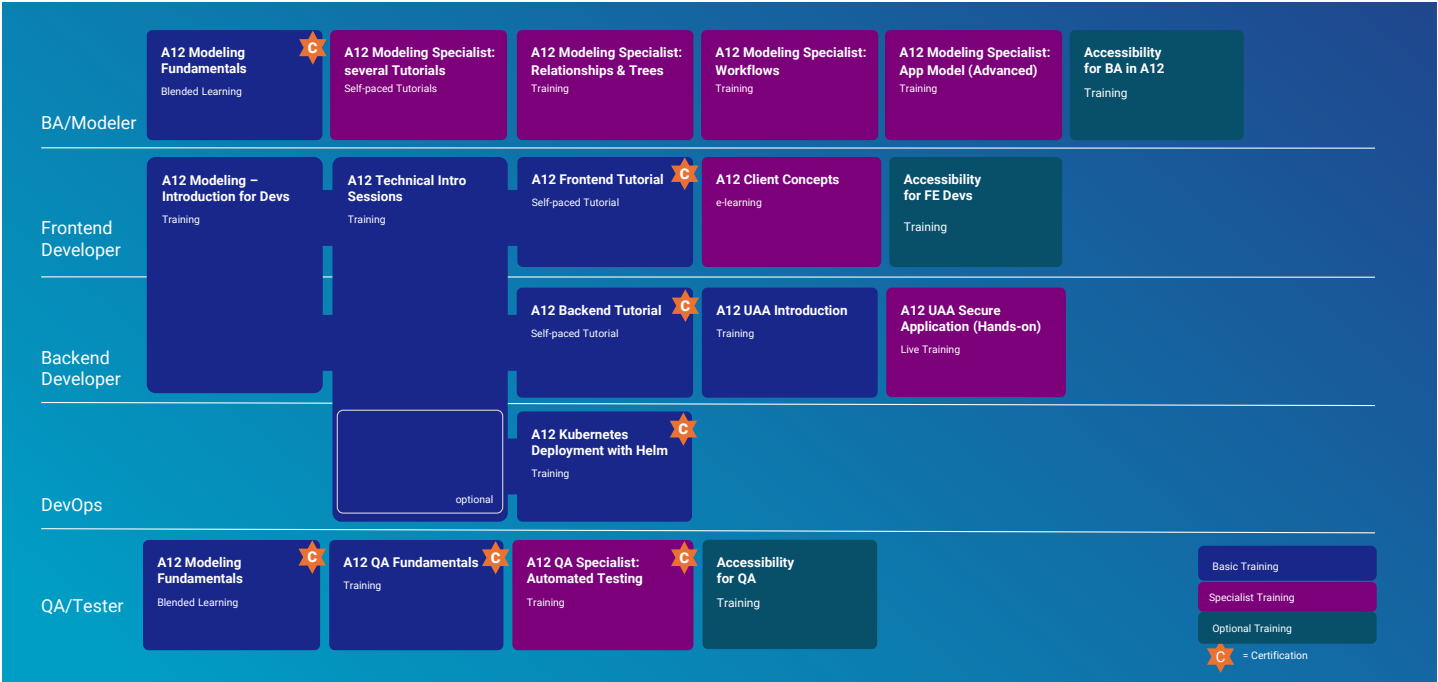 BA/Modeler
A12 Modeling
Fundamentals
Blended Learning
C
A12 Modeling Specialist:
several Tutorials
Self-paced Tutorials
A12 Modeling Specialist:
Relationships & Trees
Training
A12 Modeling Specialist:
Workflows
Training
A12 Modeling Specialist:
App Model (Advanced)
Training
Accessibility
for BA in A12
Training
Frontend
Developer
A12 Modeling –
Introduction for Devs
Training
A12 Technical Intro
Sessions
Training
A12 Frontend Tutorial
Self-paced Tutorial
C
A12 Client Concepts
e-learning
Accessibility
for FE Devs
Training
Backend
Developer
A12 Backend Tutorial
Self-paced Tutorial
C
A12 UAA Introduction
Training
A12 UAA Secure
Application (Hands-on)
Live Training
DevOps
optional
A12 Kubernetes
Deployment with Helm
Training
C
QA/Tester
A12 Modeling
Fundamentals
Blended Learning
C
A12 QA Fundamentals
Training
C
A12 QA Specialist:
Automated Testing
Training
C
Accessibility
for QA
Training
Basic Training
Specialist Training
Optional Training
C = Certification